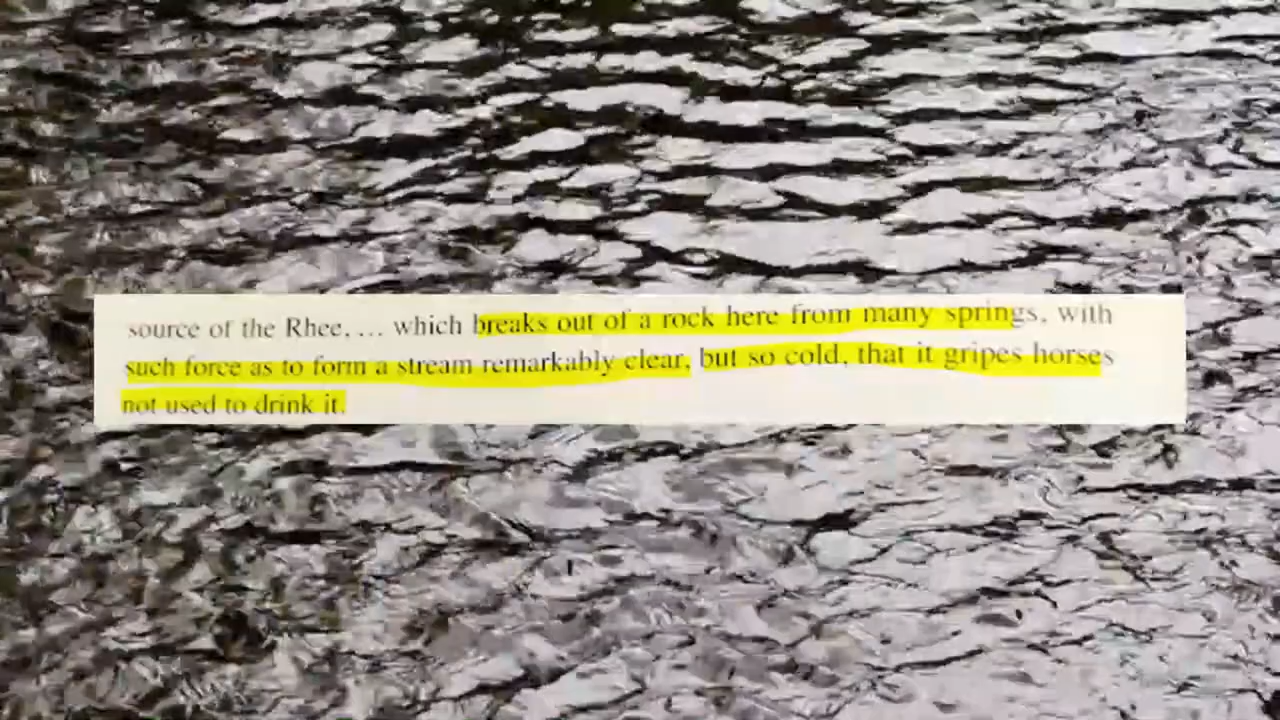 source of the Rhee, ... which breaks out of a rock here from many springs, with
such force as to form a stream remarkably clear, but so cold, that it gripes horses
not used to drink it.